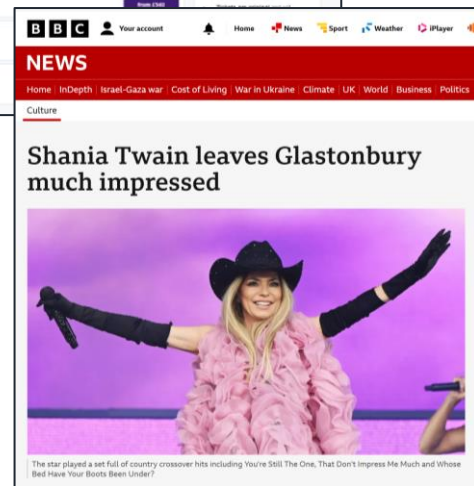 From £560
BBC Your account Home News Sport Weather iPlayer
NEWS
Home InDepth Israel-Gaza war Cost of Living War in Ukraine Climate UK World Business Politics
Culture
Shania Twain leaves Glastonbury
much impressed
The star played a set full of country crossover hits including You're Still The One, That Don't Impress Me Much and Whose
Bed Have Your Boots Been Under?